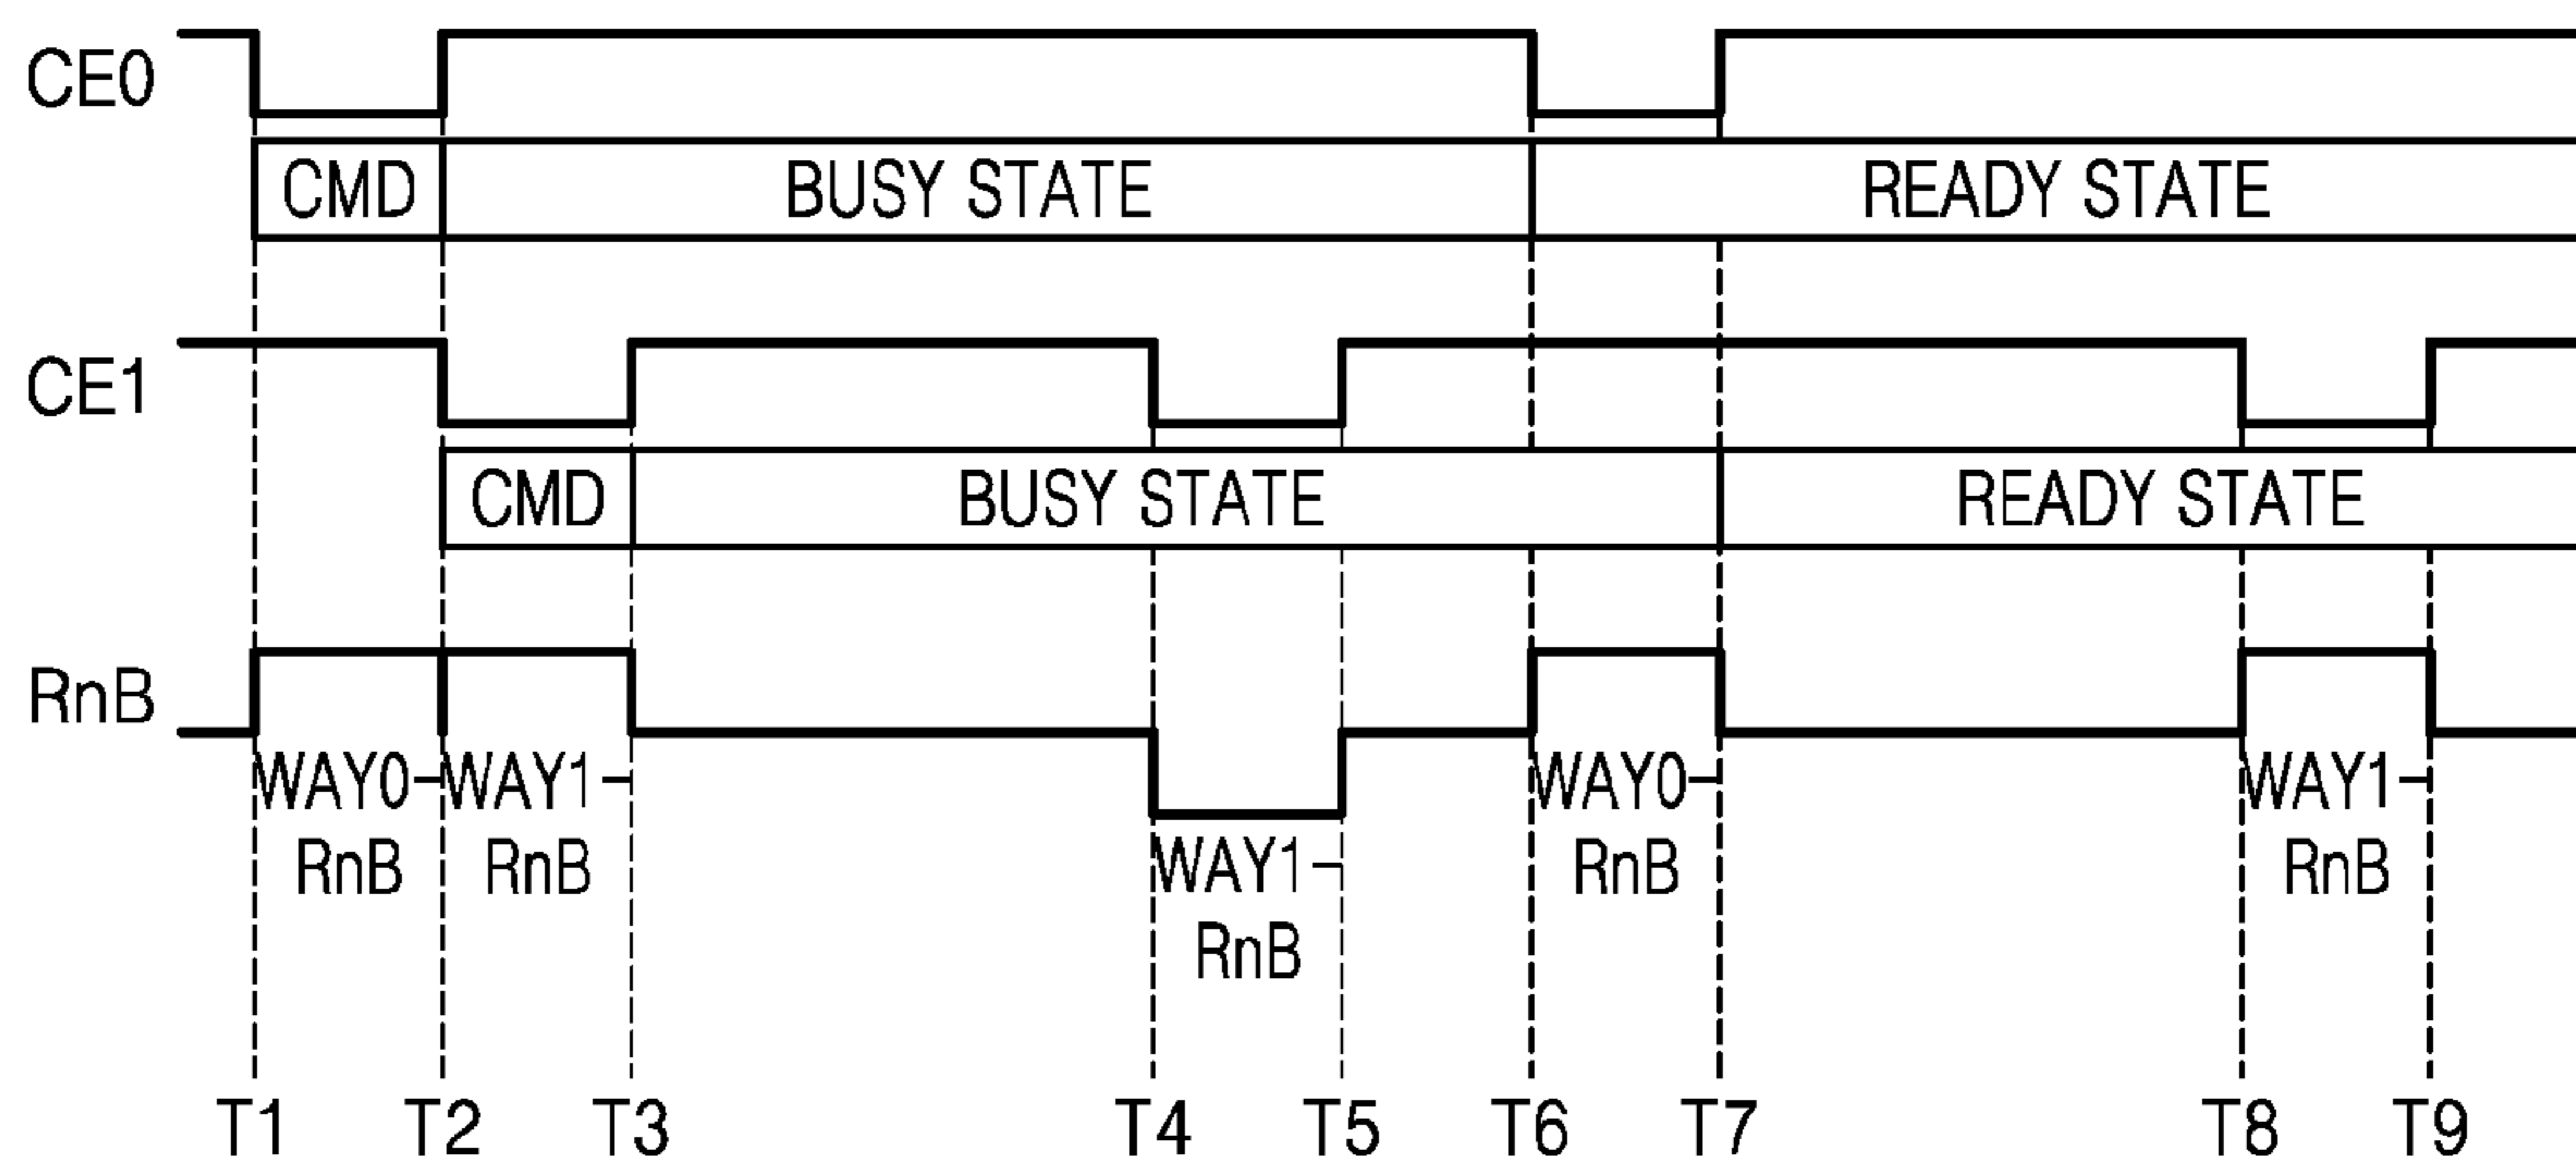 CE0
CMD
BUSY STATE
READY STATE
CE1
CMD
BUSY STATE
READY STATE
RnB
WAY0
RnB
WAY1
RnB
WAY1
RnB
WAY0
RnB
WAY1
RnB
T1
T2
T3
T4
T5
T6
T7
T8
T9